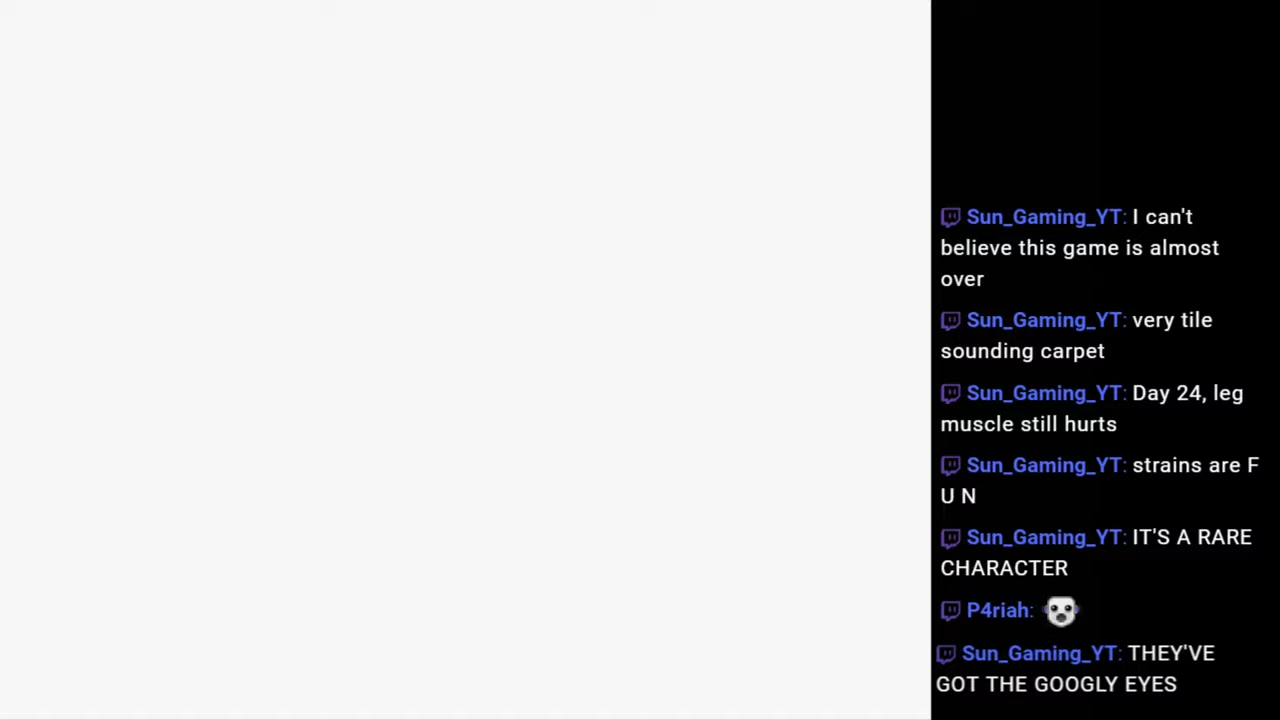 Sun_Gaming_YT: I can't
believe this game is almost
over
Sun_Gaming_YT: very tile
sounding carpet
Sun_Gaming_YT: Day 24, leg
muscle still hurts
Sun_Gaming_YT: strains are F
U N
Sun_Gaming_YT: IT'S A RARE
CHARACTER
P4riah:
Sun_Gaming_YT: THEY'VE
GOT THE GOOGLY EYES